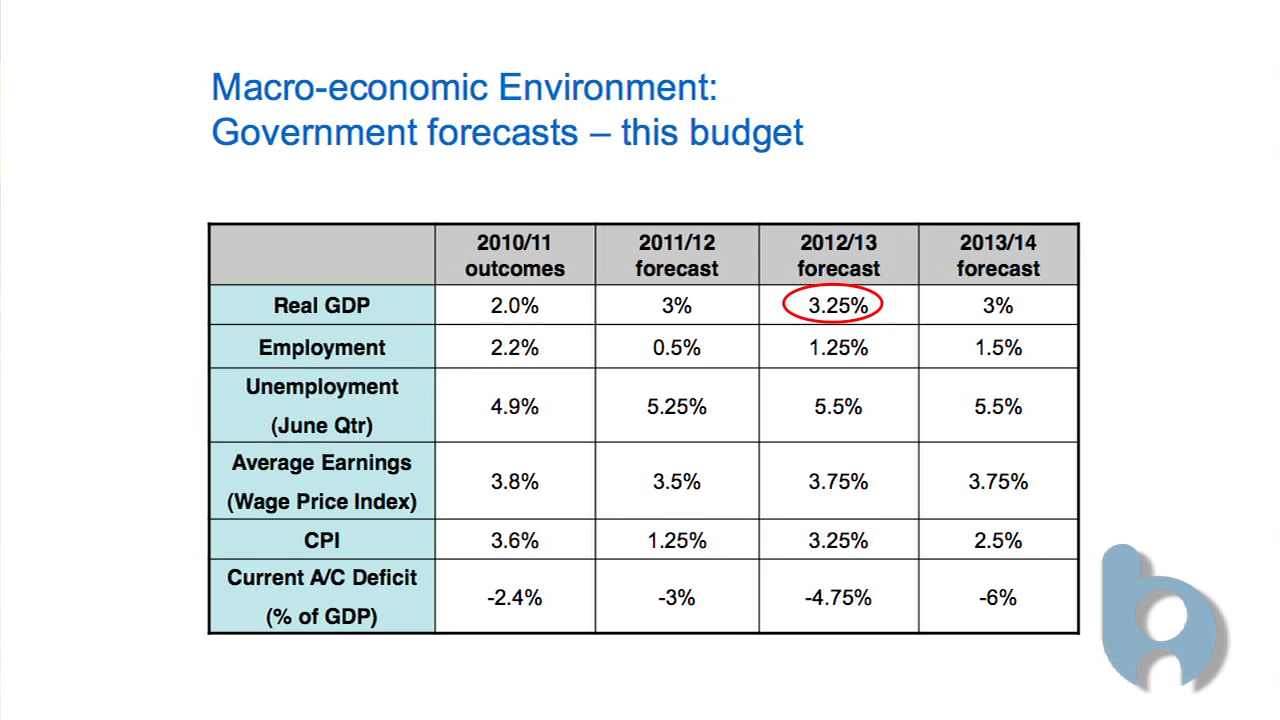 Macro-economic Environment:
Government forecasts – this budget
2010/11 2011/12 2012/13 2013/14
outcomes forecast forecast forecast
Real GDP 2.0% 3% 3.25% 3%
Employment 2.2% 0.5% 1.25% 1.5%
Unemployment
(June Qtr) 4.9% 5.25% 5.5% 5.5%
Average Earnings
(Wage Price Index) 3.8% 3.5% 3.75% 3.75%
CPI 3.6% 1.25% 3.25% 2.5%
Current A/C Deficit
(% of GDP) -2.4% -3% -4.75% -6%